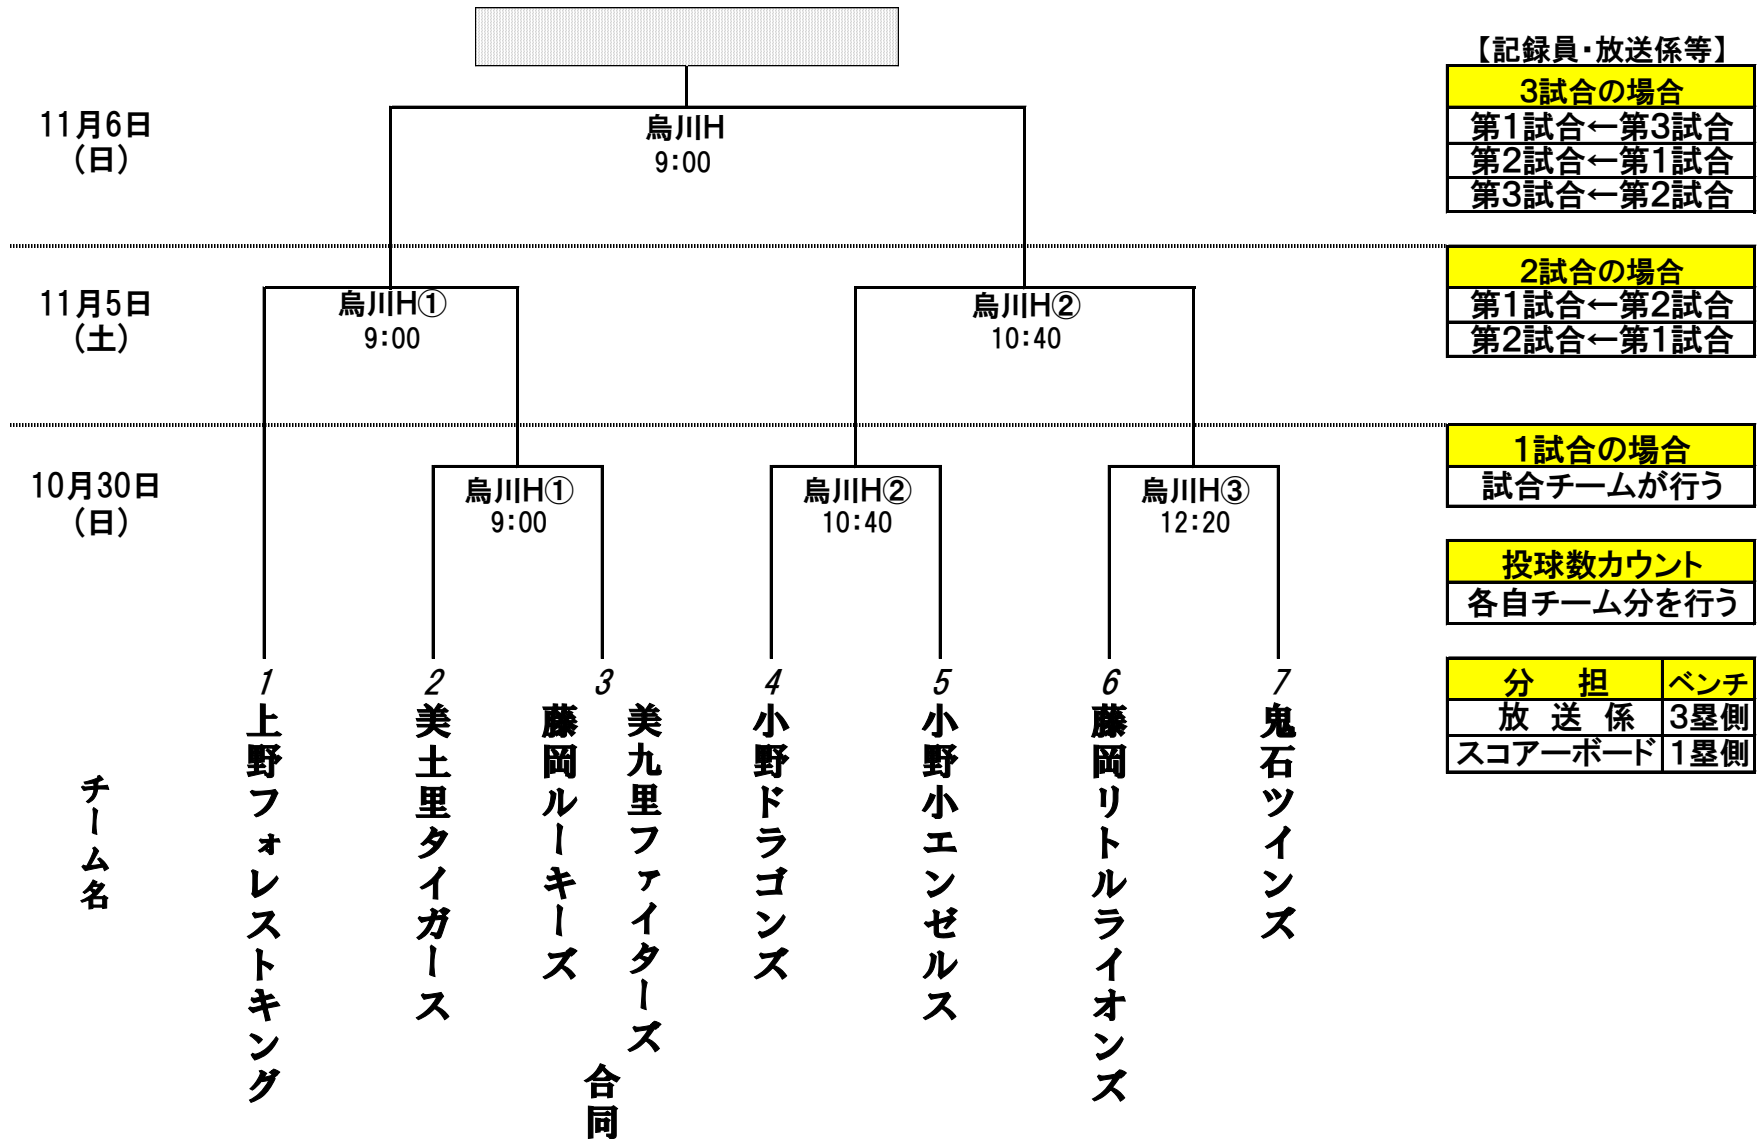 11月6日
(日)
烏川H
9:00
11月5日
(土)
烏川H①
9:00
烏川H②
10:40
10月30日
(日)
烏川H①
9:00
烏川H②
10:40
烏川H③
12:20
チーム名
1
上野フォレストキング
2
美土里タイガース
3
美九里ファイターズ
藤岡ルーキーズ
合同
4
小野ドラゴンズ
5
小野小エンゼルス
6
藤岡リトルライオンズ
7
鬼石ツインズ
【記録員・放送係等】
3試合の場合
第1試合←第3試合
第2試合←第1試合
第3試合←第2試合
2試合の場合
第1試合←第2試合
第2試合←第1試合
1試合の場合
試合チームが行う
投球数カウント
各自チーム分を行う
分 担 ベンチ
放 送 係 3塁側
スコアーボード 1塁側